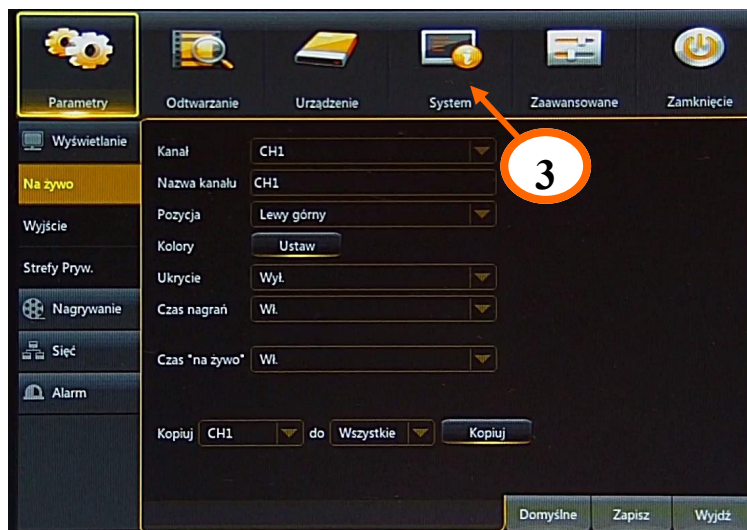 Parametry Odtwarzanie Urządzenie System Zaawansowane Zamknięcie
Wyświetlanie
Na żywo
Wyjście
Strefy Pryw.
Nagrywanie
Sięć
Alarm
Kanał CH1
Nazwa kanału CH1
Pozycja Lewy górny
Kolory Ustaw
Ukrycie Wył.
Czas nagrań Wł.
Czas "na żywo" Wł.
Kopiuj CH1 do Wszystkie Kopiuj
3
Domyślne Zapisz Wyjdż